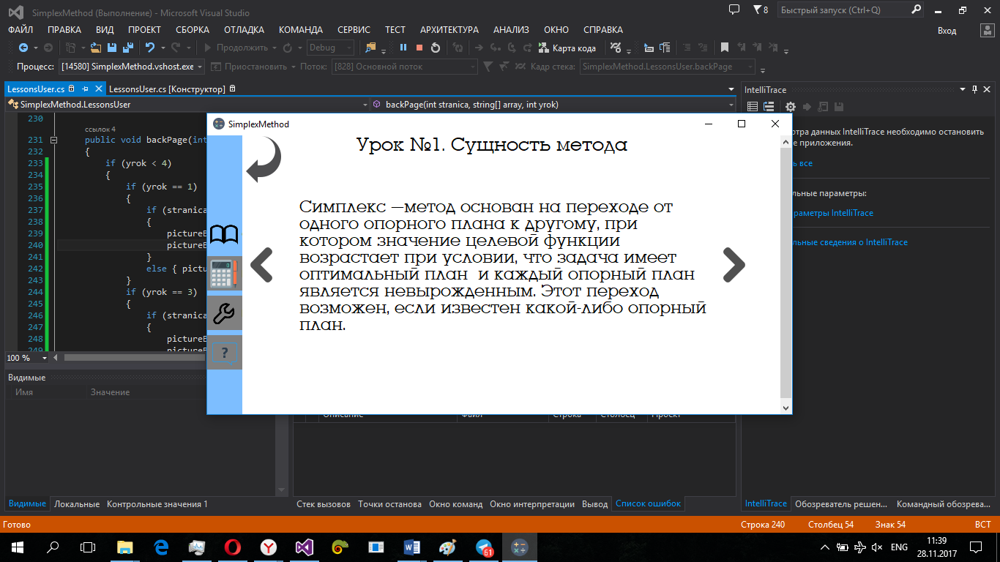 SimplexMethod (Выполнение) - Microsoft Visual Studio
8
Быстрый запуск (Ctrl+Q)
ФАЙЛ ПРАВКА ВИД ПРОЕКТ СБОРКА ОТЛАДКА КОМАНДА СЕРВИС ТЕСТ АРХИТЕКТУРА АНАЛИЗ ОКНО СПРАВКА Вход
Продолжить Debug Карта кода
Процесс: [14580] SimplexMethod.vshost.exe Приостановить Поток: [828] Основной поток Кадр стека: SimplexMethod.LessonsUser.backPage
LessonsUser.cs LessonsUser.cs [Конструктор]
SimplexMethod.LessonsUser backPage(int stranica, string[] array, int yrok)
230
ссылок 4
231 public void backPage(int
232 {
233 if (yrok < 4)
234 {
235 if (yrok == 1)
236 {
237 if (stranica
238 {
239 pictureB
240 pictureB
241 }
242 else { pictu
243 }
244 if (yrok == 3)
245 {
246 if (stranica
247 {
248 pictureB
249
100 %
SimplexMethod
Урок №1. Сущность метода
Симплекс —метод основан на переходе от
одного опорного плана к другому, при
котором значение целевой функции
возрастает при условии, что задача имеет
оптимальный план и каждый опорный план
является невырожденным. Этот переход
возможен, если известен какой-либо опорный
план.
?
IntelliTrace
отра данных IntelliTrace необходимо остановить
е приложения.
ь все
льные параметры:
раметры IntelliTrace
льные сведения о IntelliTrace
Видимые
Имя Значение
Описание Файл Строка Столбец Проект
Видимые Локальные Контрольные значения 1
Стек вызовов Точки останова Окно команд Окно интерпретации Вывод Список ошибок
IntelliTrace Обозреватель решен... Командный обозрева...
Готово Строка 240 Столбец 54 Знак 54 ВСТ
61
ENG
11:39
28.11.2017